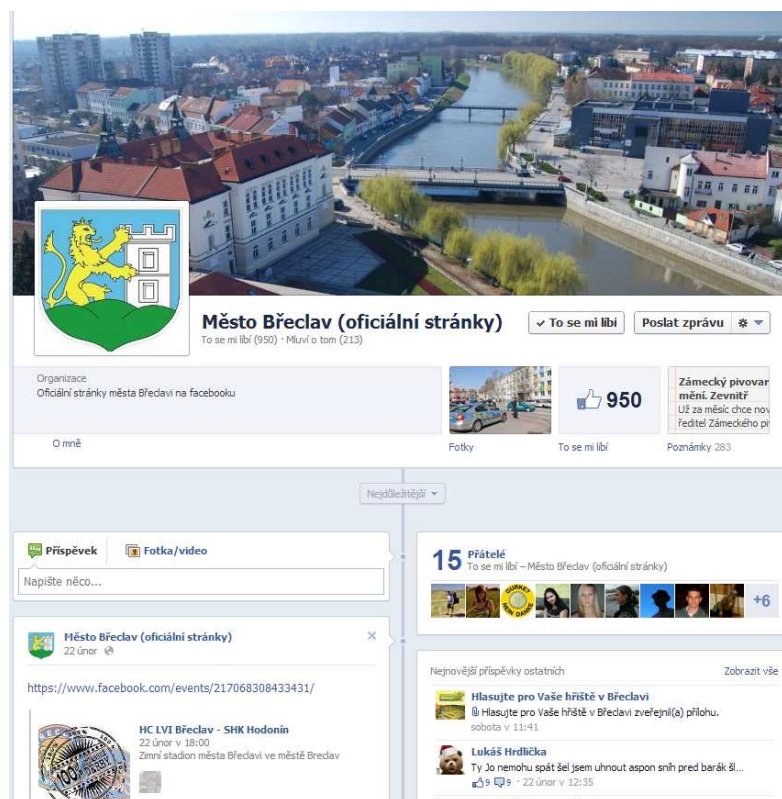 Město Břeclav (oficiální stránky)
To se mi líbí (950) · Mluví o tom (213)
To se mi líbí
Poslat zprávu
Organizace
Oficiální stránky města Břeclavi na facebooku
O mně
Fotky
950
To se mi líbí
Zámecký pivovar
mění. Zevnitř
Už za měsíc chce nov
ředitel Zámeckého pi
Poznámky 283
Nejdůležitější
Příspěvek
Fotka/video
Napište něco...
Město Břeclav (oficiální stránky)
22 únor
https://www.facebook.com/events/217068308433431/
HC LVI Břeclav - SHK Hodonín
22 únor v 18:00
Zimní stadion města Břeclavi ve městě Breclav
100%
15 Přátelé
To se mi líbí – Město Břeclav (oficiální stránky)
+6
Nejnovější příspěvky ostatních
Zobrazit vše
Hlasujte pro Vaše hřiště v Břeclavi
Hlasujte pro Vaše hřiště v Břeclavi zveřejnil(a) přílohu.
sobota v 11:41
Lukáš Hrdlička
Ty Jo nemohu spát šel jsem uhnout aspon sníh pred barák šl...
9 9 · 22 únor v 12:35